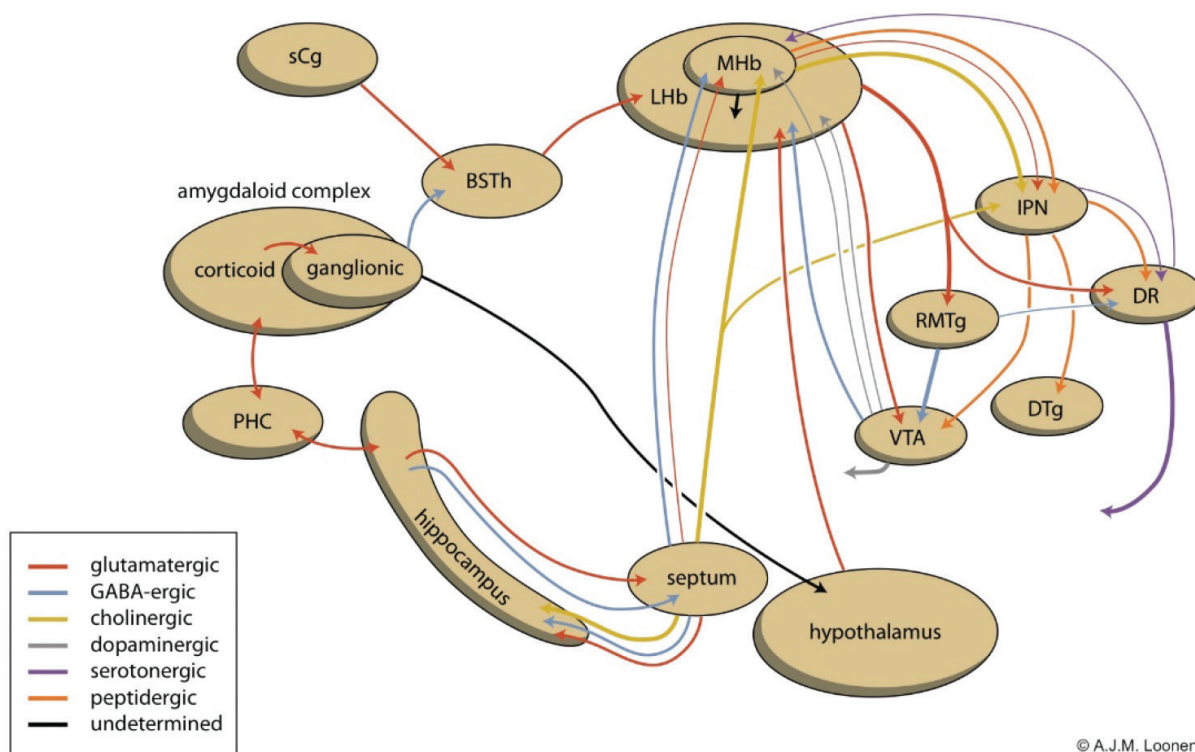 sCg
MHb
LHb
BSTh
amygdaloid complex
corticoid
ganglionic
IPN
DR
RMTg
PHC
DTg
VTA
hippocampus
septum
hypothalamus
glutamatergic
GABA-ergic
cholinergic
dopaminergic
serotonergic
peptidergic
undetermined
© A.J.M. Loonen